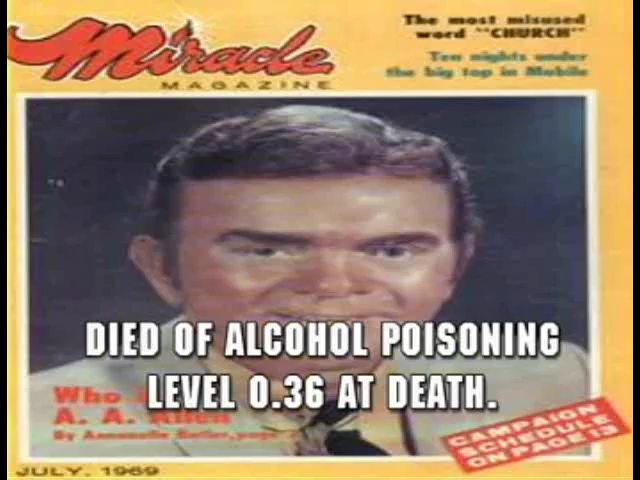 Miracle
MAGAZINE
The most misused
word "CHURCH"
Ten nights under
the big top in Mobile
DIED OF ALCOHOL POISONING
LEVEL 0.36 AT DEATH.
Who
A. A. Allen
By
CAMPAIGN
SCHEDULE
ON PAGE 13
JULY, 1969